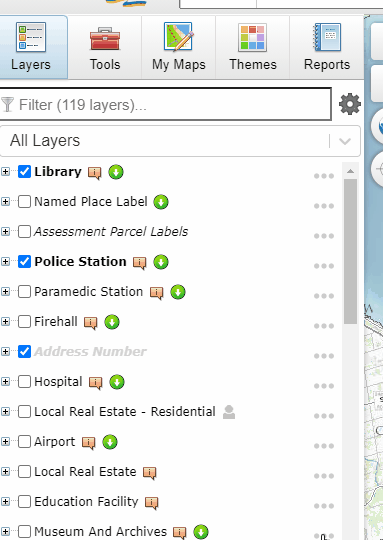 Layers
Tools
My Maps
Themes
Reports
Filter (119 layers)...
All Layers
Library
Named Place Label
Assessment Parcel Labels
Police Station
Paramedic Station
Firehall
Address Number
Hospital
Local Real Estate - Residential
Airport
Local Real Estate
Education Facility
Museum And Archives